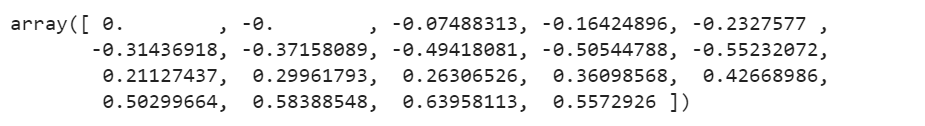 array([ 0.        , -0.        , -0.07488313, -0.16424896, -0.2327577 ,
       -0.31436918, -0.37158089, -0.49418081, -0.50544788, -0.55232072,
        0.21127437,  0.29961793,  0.26306526,  0.36098568,  0.42668986,
        0.50299664,  0.58388548,  0.63958113,  0.5572926 ])